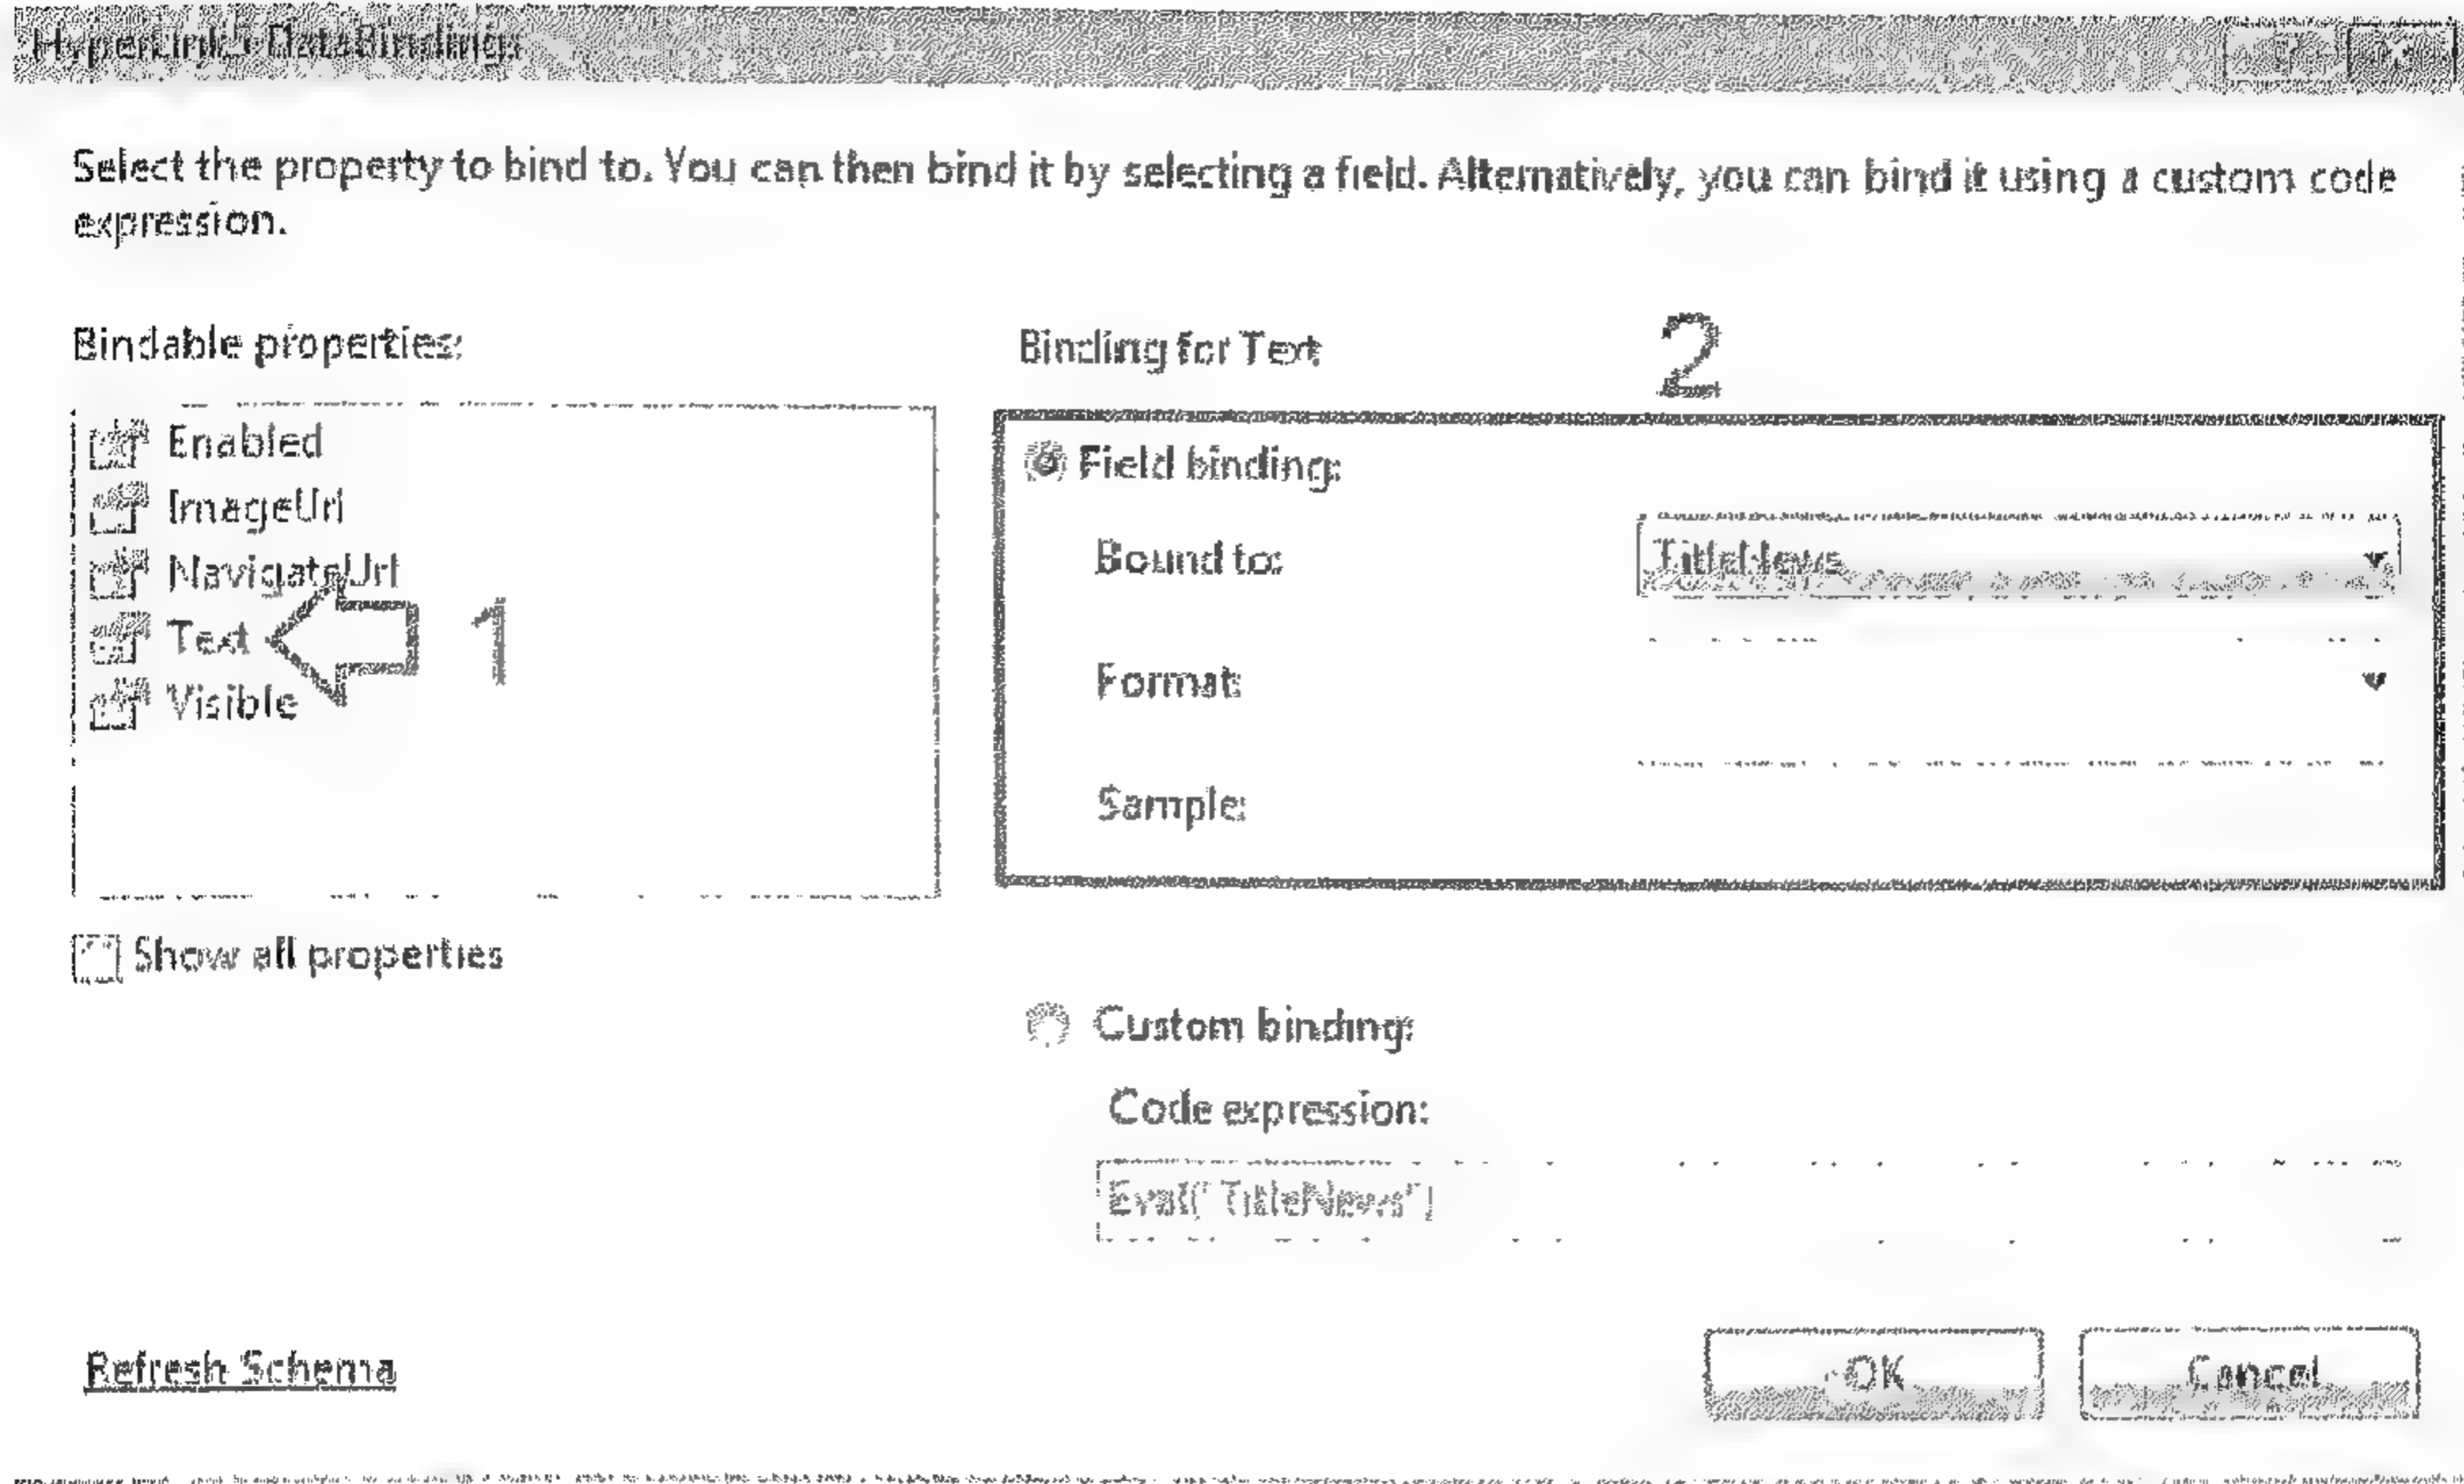 DataBindings
Select the property to bind to. You can then bind it by selecting a field. Alternatively, you can bind it using a custom code
expression.
Bindable properties:
Enabled
ImageUrl
NavigateUrl
Text
1
Visible
Show all properties
Binding for Text
2
Field binding:
Bound to:
TitleNews
Format:
Sample:
Custom binding:
Code expression:
Eval("TitleNews")
Refresh Schema
OK
Cancel